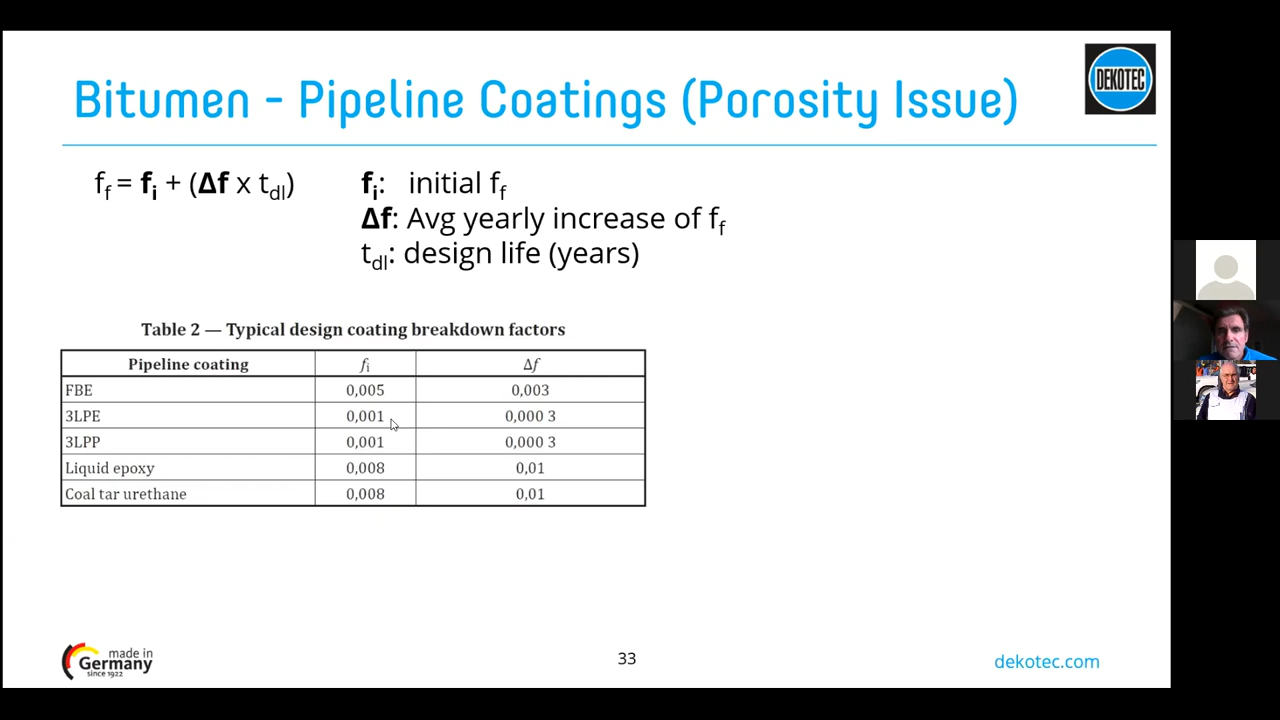 Bitumen - Pipeline Coatings (Porosity Issue)
DEKOTEC
f_f = f_i + (Δf x t_dl)
f_i: initial f_f
Δf: Avg yearly increase of f_f
t_dl: design life (years)
Table 2 — Typical design coating breakdown factors
Pipeline coating f_i Δf
FBE 0,005 0,003
3LPE 0,001 0,000 3
3LPP 0,001 0,000 3
Liquid epoxy 0,008 0,01
Coal tar urethane 0,008 0,01
made in
Germany
since 1922
33
dekotec.com